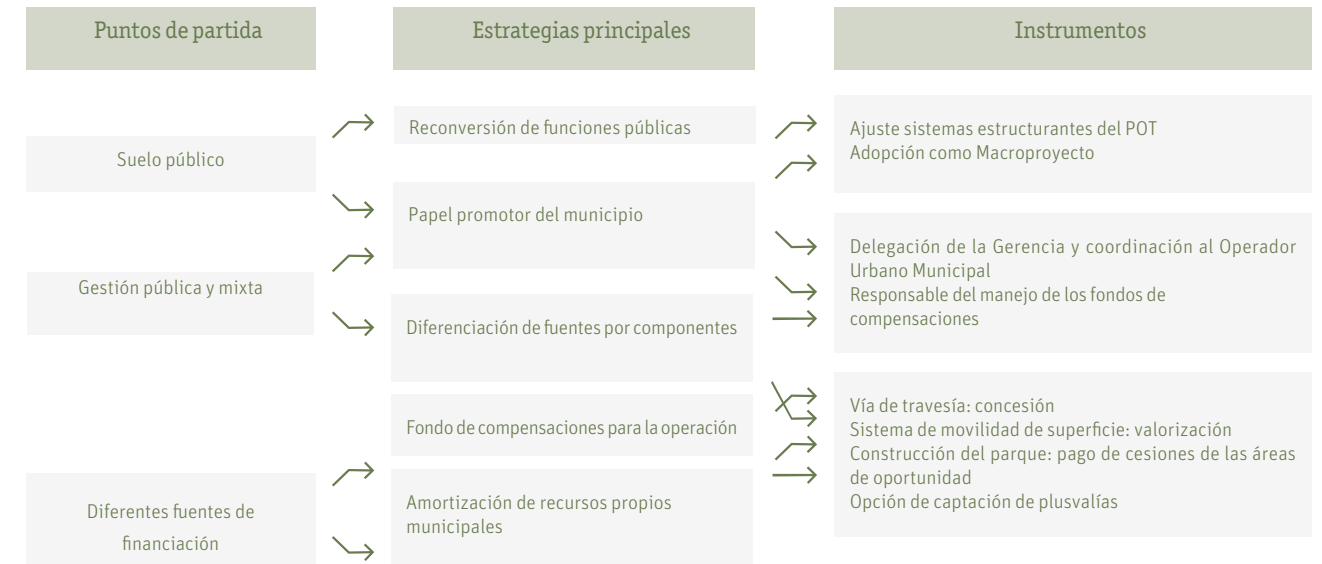 Puntos de partida
Estrategias principales
Instrumentos
Suelo público
Gestión pública y mixta
Diferentes fuentes de
financiación
Reconversión de funciones públicas
Papel promotor del municipio
Diferenciación de fuentes por componentes
Fondo de compensaciones para la operación
Amortización de recursos propios
municipales
Ajuste sistemas estructurantes del POT
Adopción como Macroproyecto
Delegación de la Gerencia y coordinación al Operador
Urbano Municipal
Responsable del manejo de los fondos de
compensaciones
Vía de travesía: concesión
Sistema de movilidad de superficie: valorización
Construcción del parque: pago de cesiones de las áreas
de oportunidad
Opción de captación de plusvalías